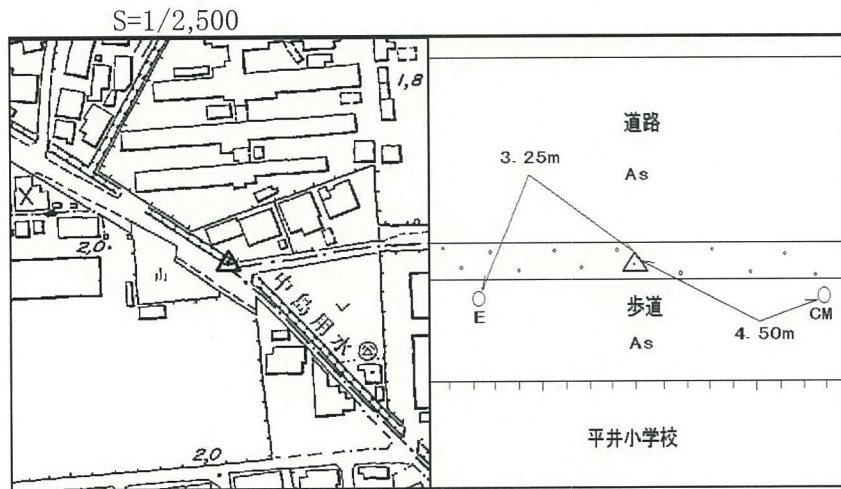 S=1/2,500
1,8
2,0
中島用水
2,0
道路
3.25m
As
E
歩道
CM
4.50m
As
平井小学校